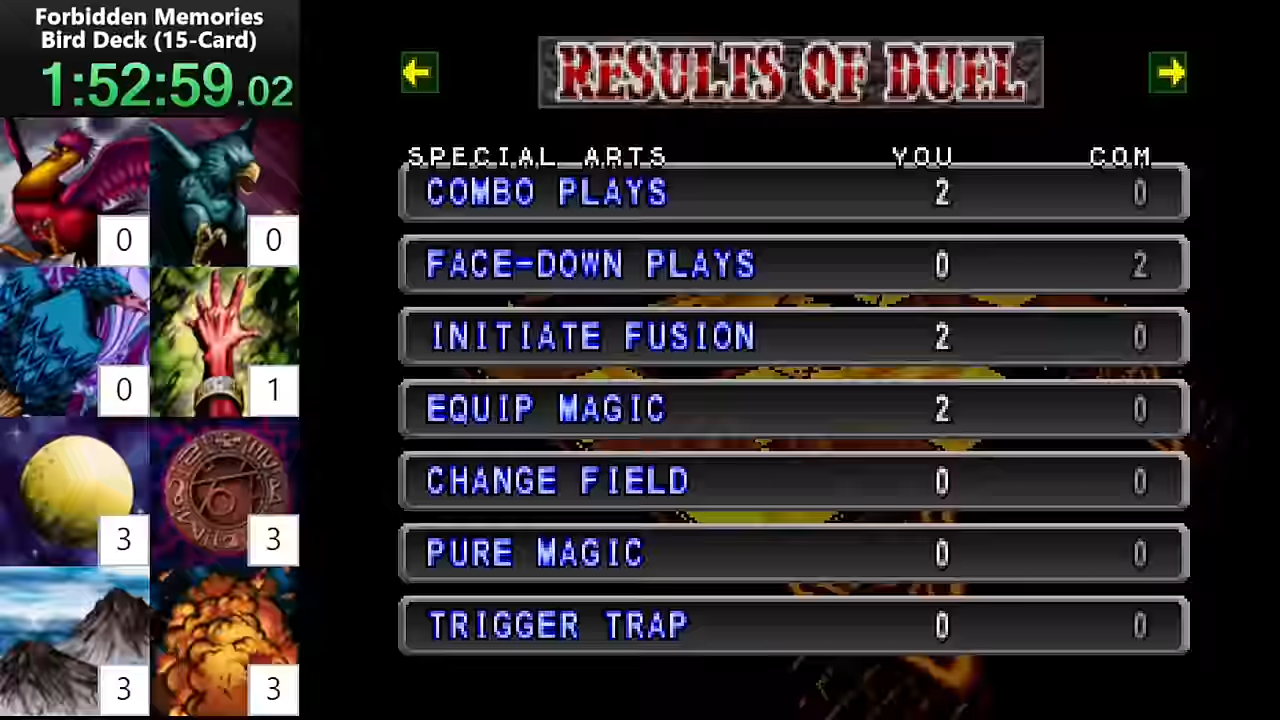 Forbidden Memories
Bird Deck (15-Card)
1:52:59.02
0
0
0
1
3
3
3
3
RESULTS OF DUEL
SPECIAL ARTS YOU COM
COMBO PLAYS 2 0
FACE-DOWN PLAYS 0 2
INITIATE FUSION 2 0
EQUIP MAGIC 2 0
CHANGE FIELD 0 0
PURE MAGIC 0 0
TRIGGER TRAP 0 0